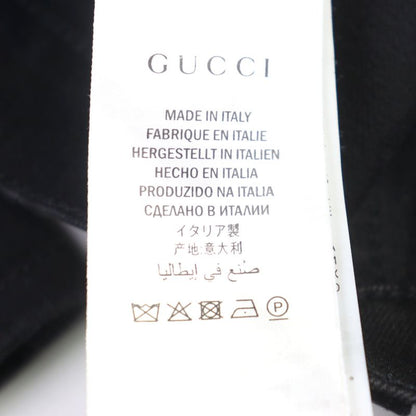 GUCCI
MADE IN ITALY
FABRIQUE EN ITALIE
HERGESTELLT IN ITALIEN
HECHO EN ITALIA
PRODUZIDO NA ITALIA
СДЕЛАНО В ИТАЛИИ
イタリア製
产地:意大利
صنع في إيطاليا
P